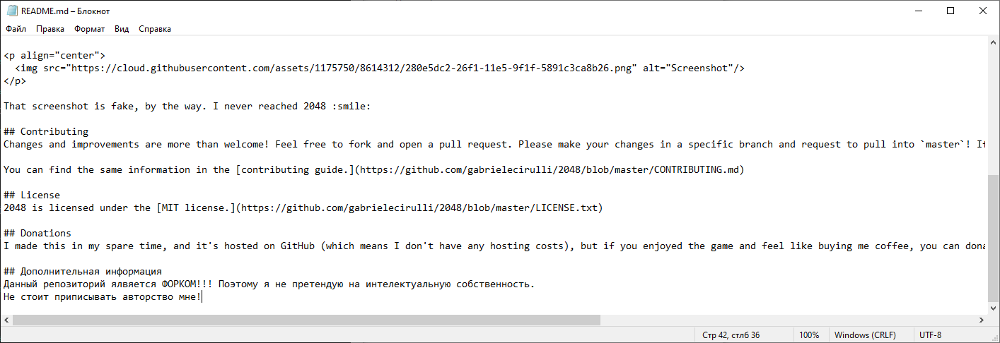 README.md – Блокнот
Файл Правка Формат Вид Справка
<p align="center">
<img src="https://cloud.githubusercontent.com/assets/1175750/8614312/280e5dc2-26f1-11e5-9f1f-5891c3ca8b26.png" alt="Screenshot"/>
</p>
That screenshot is fake, by the way. I never reached 2048 :smile:
## Contributing
Changes and improvements are more than welcome! Feel free to fork and open a pull request. Please make your changes in a specific branch and request to pull into `master`! If
You can find the same information in the [contributing guide.](https://github.com/gabrielecirulli/2048/blob/master/CONTRIBUTING.md)
## License
2048 is licensed under the [MIT license.](https://github.com/gabrielecirulli/2048/blob/master/LICENSE.txt)
## Donations
I made this in my spare time, and it's hosted on GitHub (which means I don't have any hosting costs), but if you enjoyed the game and feel like buying me coffee, you can dona
## Дополнительная информация
Данный репозиторий ялвяется ФОРКОМ!!! Поэтому я не претендую на интелектуальную собственность.
Не стоит приписывать авторство мне!
Стр 42, стлб 36 100% Windows (CRLF) UTF-8